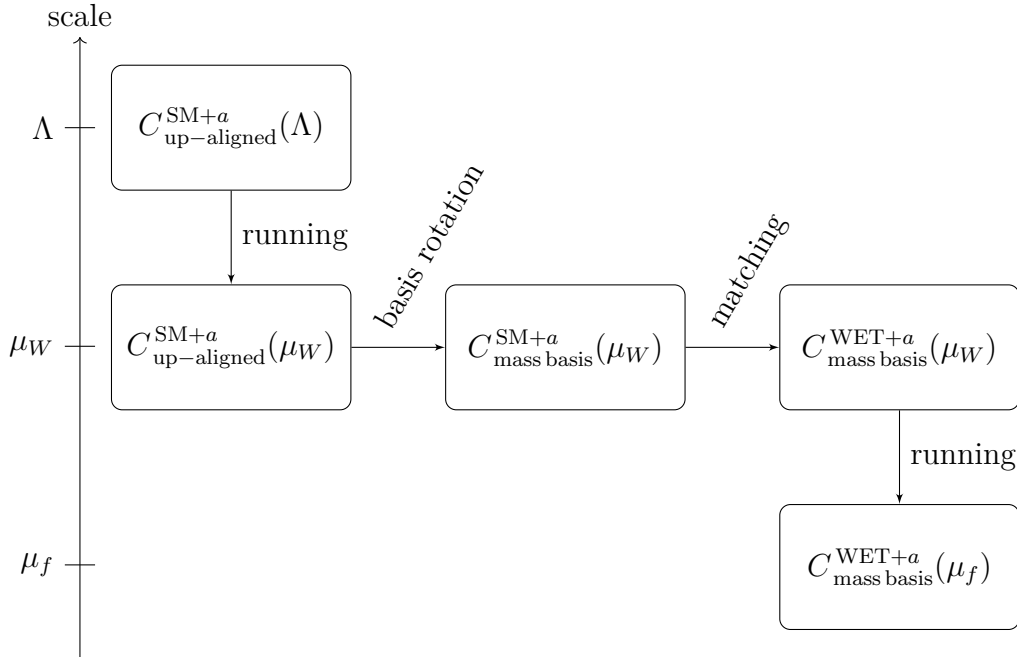 scale
Λ
C^{SM+a}_{up−aligned}(Λ)
running
basis rotation
matching
μ_W
C^{SM+a}_{up−aligned}(μ_W)
C^{SM+a}_{mass basis}(μ_W)
C^{WET+a}_{mass basis}(μ_W)
running
μ_f
C^{WET+a}_{mass basis}(μ_f)